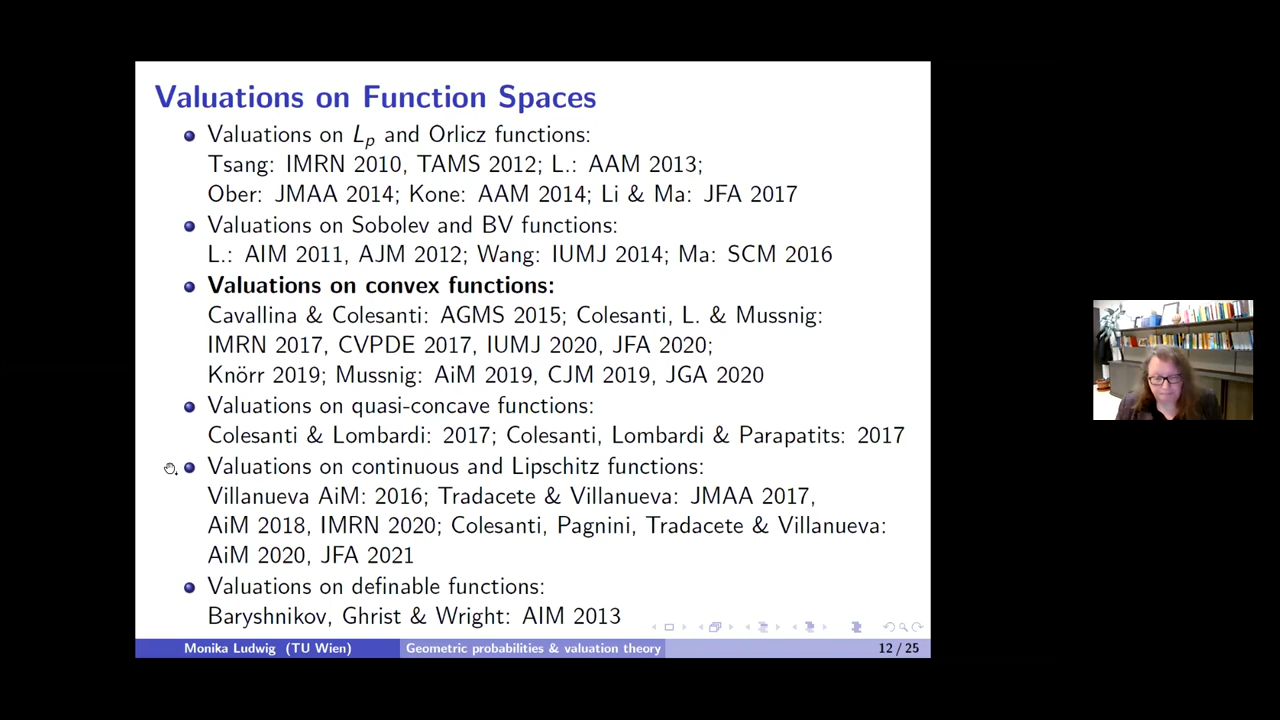 Valuations on Function Spaces
Valuations on Lp and Orlicz functions:
Tsang: IMRN 2010, TAMS 2012; L.: AAM 2013;
Ober: JMAA 2014; Kone: AAM 2014; Li & Ma: JFA 2017
Valuations on Sobolev and BV functions:
L.: AIM 2011, AJM 2012; Wang: IUMJ 2014; Ma: SCM 2016
Valuations on convex functions:
Cavallina & Colesanti: AGMS 2015; Colesanti, L. & Mussnig:
IMRN 2017, CVPDE 2017, IUMJ 2020, JFA 2020;
Knörr 2019; Mussnig: AiM 2019, CJM 2019, JGA 2020
Valuations on quasi-concave functions:
Colesanti & Lombardi: 2017; Colesanti, Lombardi & Parapatits: 2017
Valuations on continuous and Lipschitz functions:
Villanueva AiM: 2016; Tradacete & Villanueva: JMAA 2017,
AiM 2018, IMRN 2020; Colesanti, Pagnini, Tradacete & Villanueva:
AiM 2020, JFA 2021
Valuations on definable functions:
Baryshnikov, Ghrist & Wright: AIM 2013
Monika Ludwig (TU Wien) Geometric probabilities & valuation theory 12 / 25